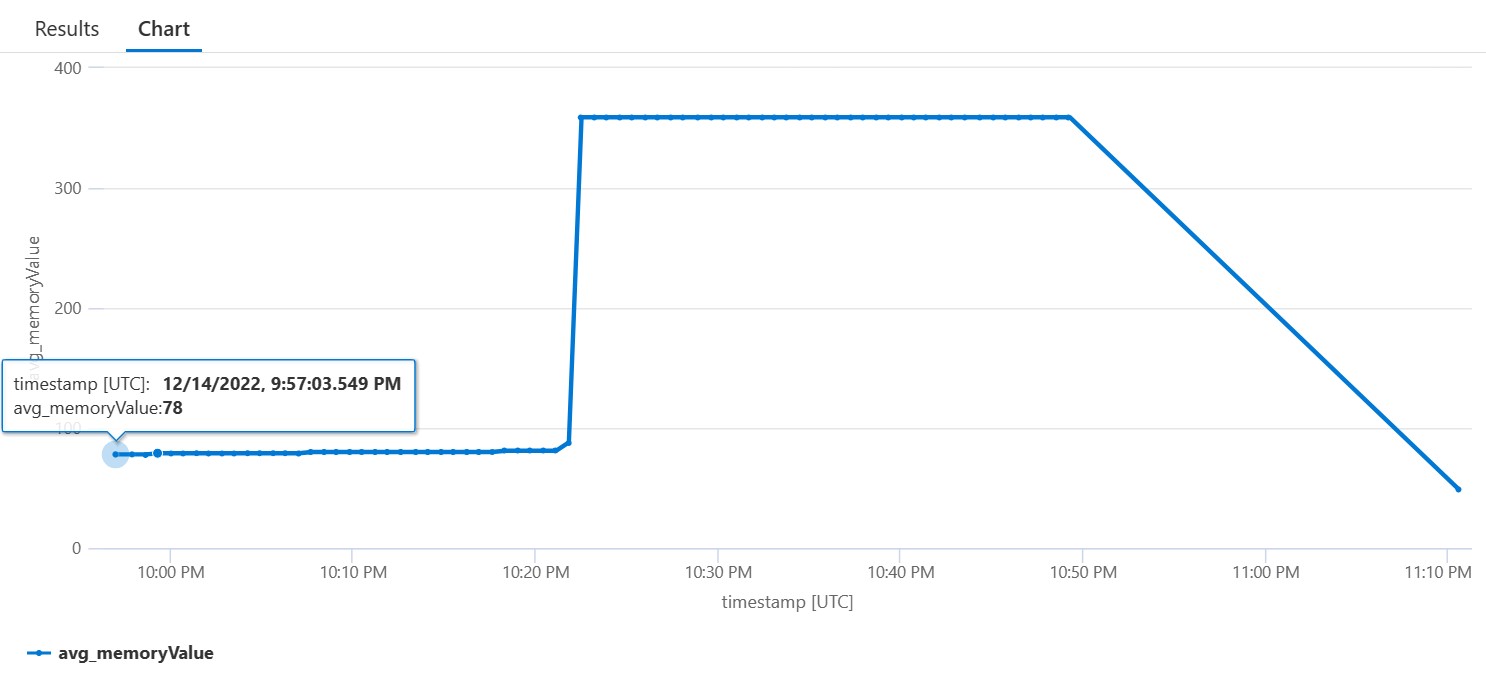 Results
Chart
400
300
200
100
0
avg_memoryValue
timestamp [UTC]: 12/14/2022, 9:57:03.549 PM
avg_memoryValue:78
10:00 PM
10:10 PM
10:20 PM
10:30 PM
10:40 PM
10:50 PM
11:00 PM
11:10 PM
timestamp [UTC]
avg_memoryValue